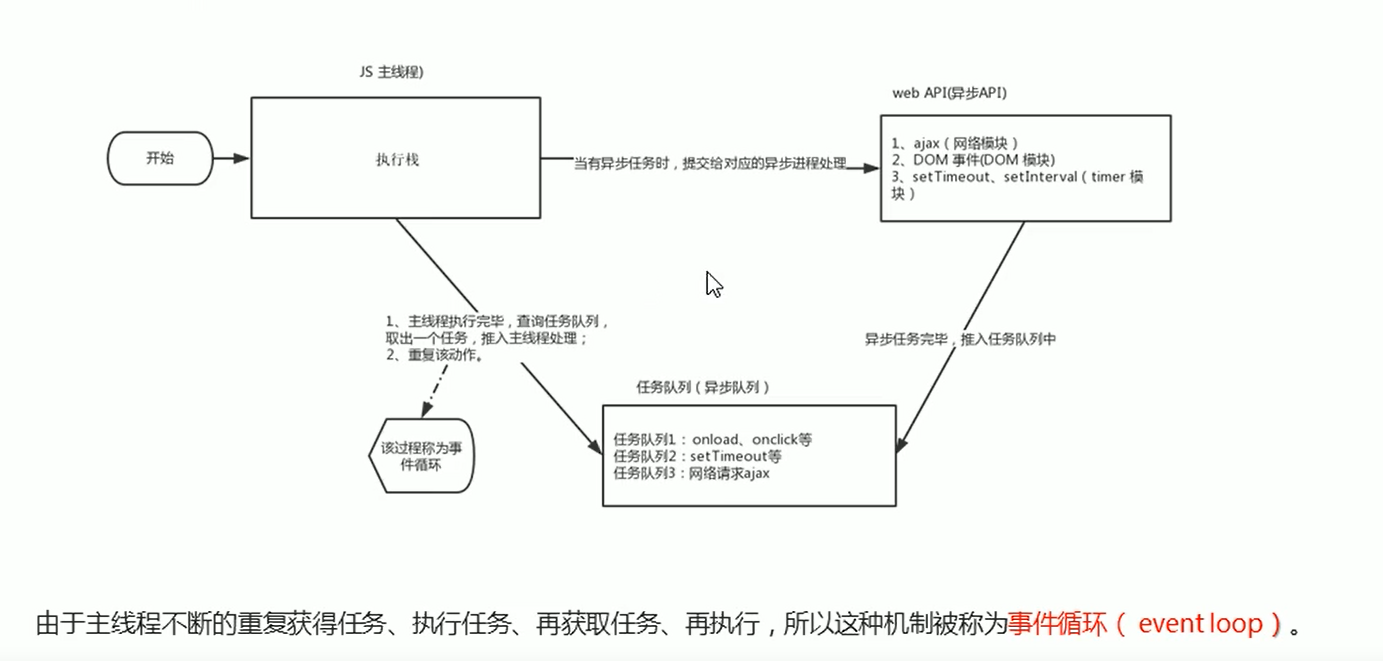 JS 主线程)
web API(异步API)
开始
执行栈
当有异步任务时，提交给对应的异步进程处理
1、ajax（网络模块）
2、DOM 事件(DOM 模块)
3、setTimeout、setInterval（timer 模
块）
1、主线程执行完毕，查询任务队列，
取出一个任务，推入主线程处理；
2、重复该动作。
异步任务完毕，推入任务队列中
任务队列（异步队列）
该过程称为事
件循环
任务队列1：onload、onclick等
任务队列2：setTimeout等
任务队列3：网络请求ajax
由于主线程不断的重复获得任务、执行任务、再获取任务、再执行，所以这种机制被称为事件循环（ event loop）。